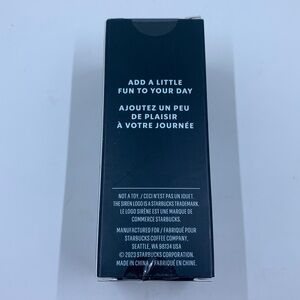 ADD A LITTLE
FUN TO YOUR DAY
AJOUTEZ UN PEU
DE PLAISIR
À VOTRE JOURNÉE
NOT A TOY. / CECI N'EST PAS UN JOUET.
THE SIREN LOGO IS A STARBUCKS TRADEMARK.
LE LOGO SIRÈNE EST UNE MARQUE DE
COMMERCE STARBUCKS.
MANUFACTURED FOR / FABRIQUÉ POUR
STARBUCKS COFFEE COMPANY,
SEATTLE, WA 98134 USA
© 2023 STARBUCKS CORPORATION.
MADE IN CHINA / FABRIQUÉ EN CHINE.